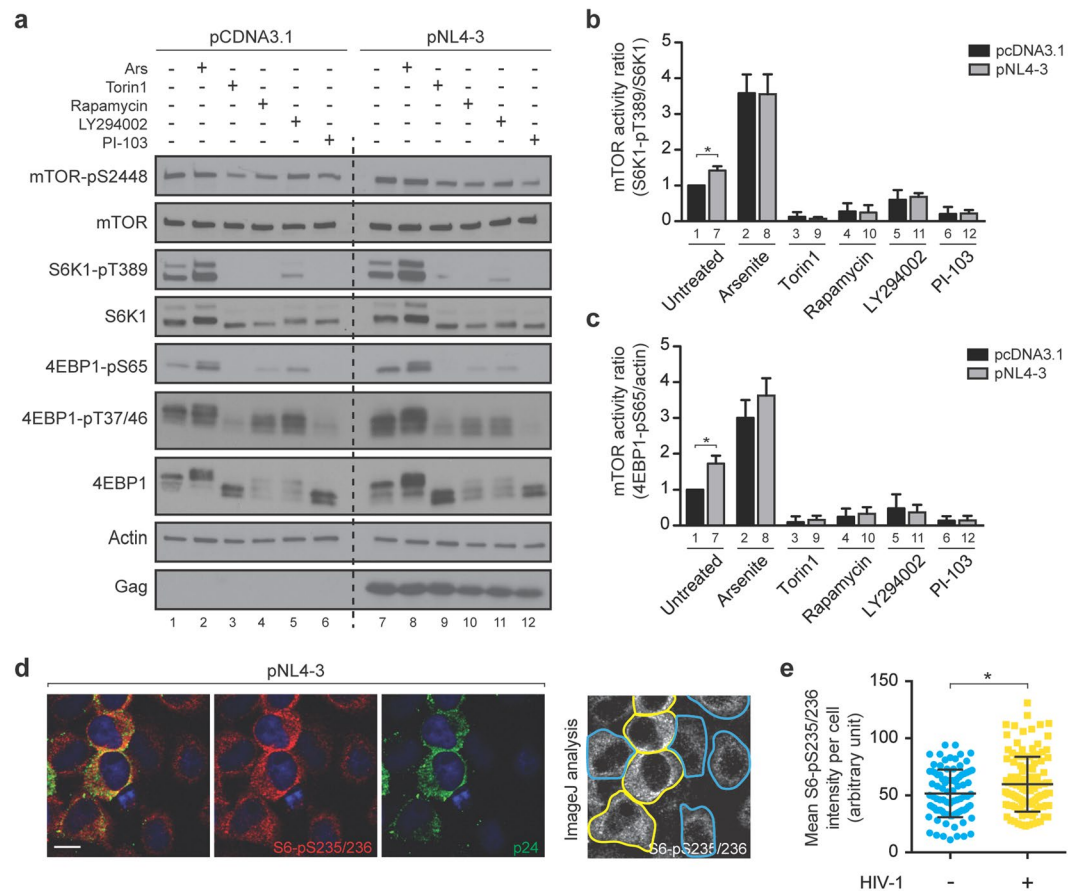 a
pCDNA3.1 pNL4-3
Ars - + - - - - - + - - - -
Torin1 - - + - - - - - + - - -
Rapamycin - - - + - - - - - + - -
LY294002 - - - - + - - - - - + -
PI-103 - - - - - + - - - - - +
mTOR-pS2448
mTOR
S6K1-pT389
S6K1
4EBP1-pS65
4EBP1-pT37/46
4EBP1
Actin
Gag
1 2 3 4 5 6 7 8 9 10 11 12
b
mTOR activity ratio
(S6K1-pT389/S6K1)
5
4
3
2
1
0
*
pcDNA3.1
pNL4-3
1 7 2 8 3 9 4 10 5 11 6 12
Untreated
Arsenite
Torin1
Rapamycin
LY294002
PI-103
c
mTOR activity ratio
(4EBP1-pS65/actin)
5
4
3
2
1
0
*
pcDNA3.1
pNL4-3
1 7 2 8 3 9 4 10 5 11 6 12
Untreated
Arsenite
Torin1
Rapamycin
LY294002
PI-103
d
pNL4-3
S6-pS235/236
p24
ImageJ analysis
S6-pS235/236
e
Mean S6-pS235/236
intensity per cell
(arbitrary unit)
150
100
50
0
*
HIV-1 - +